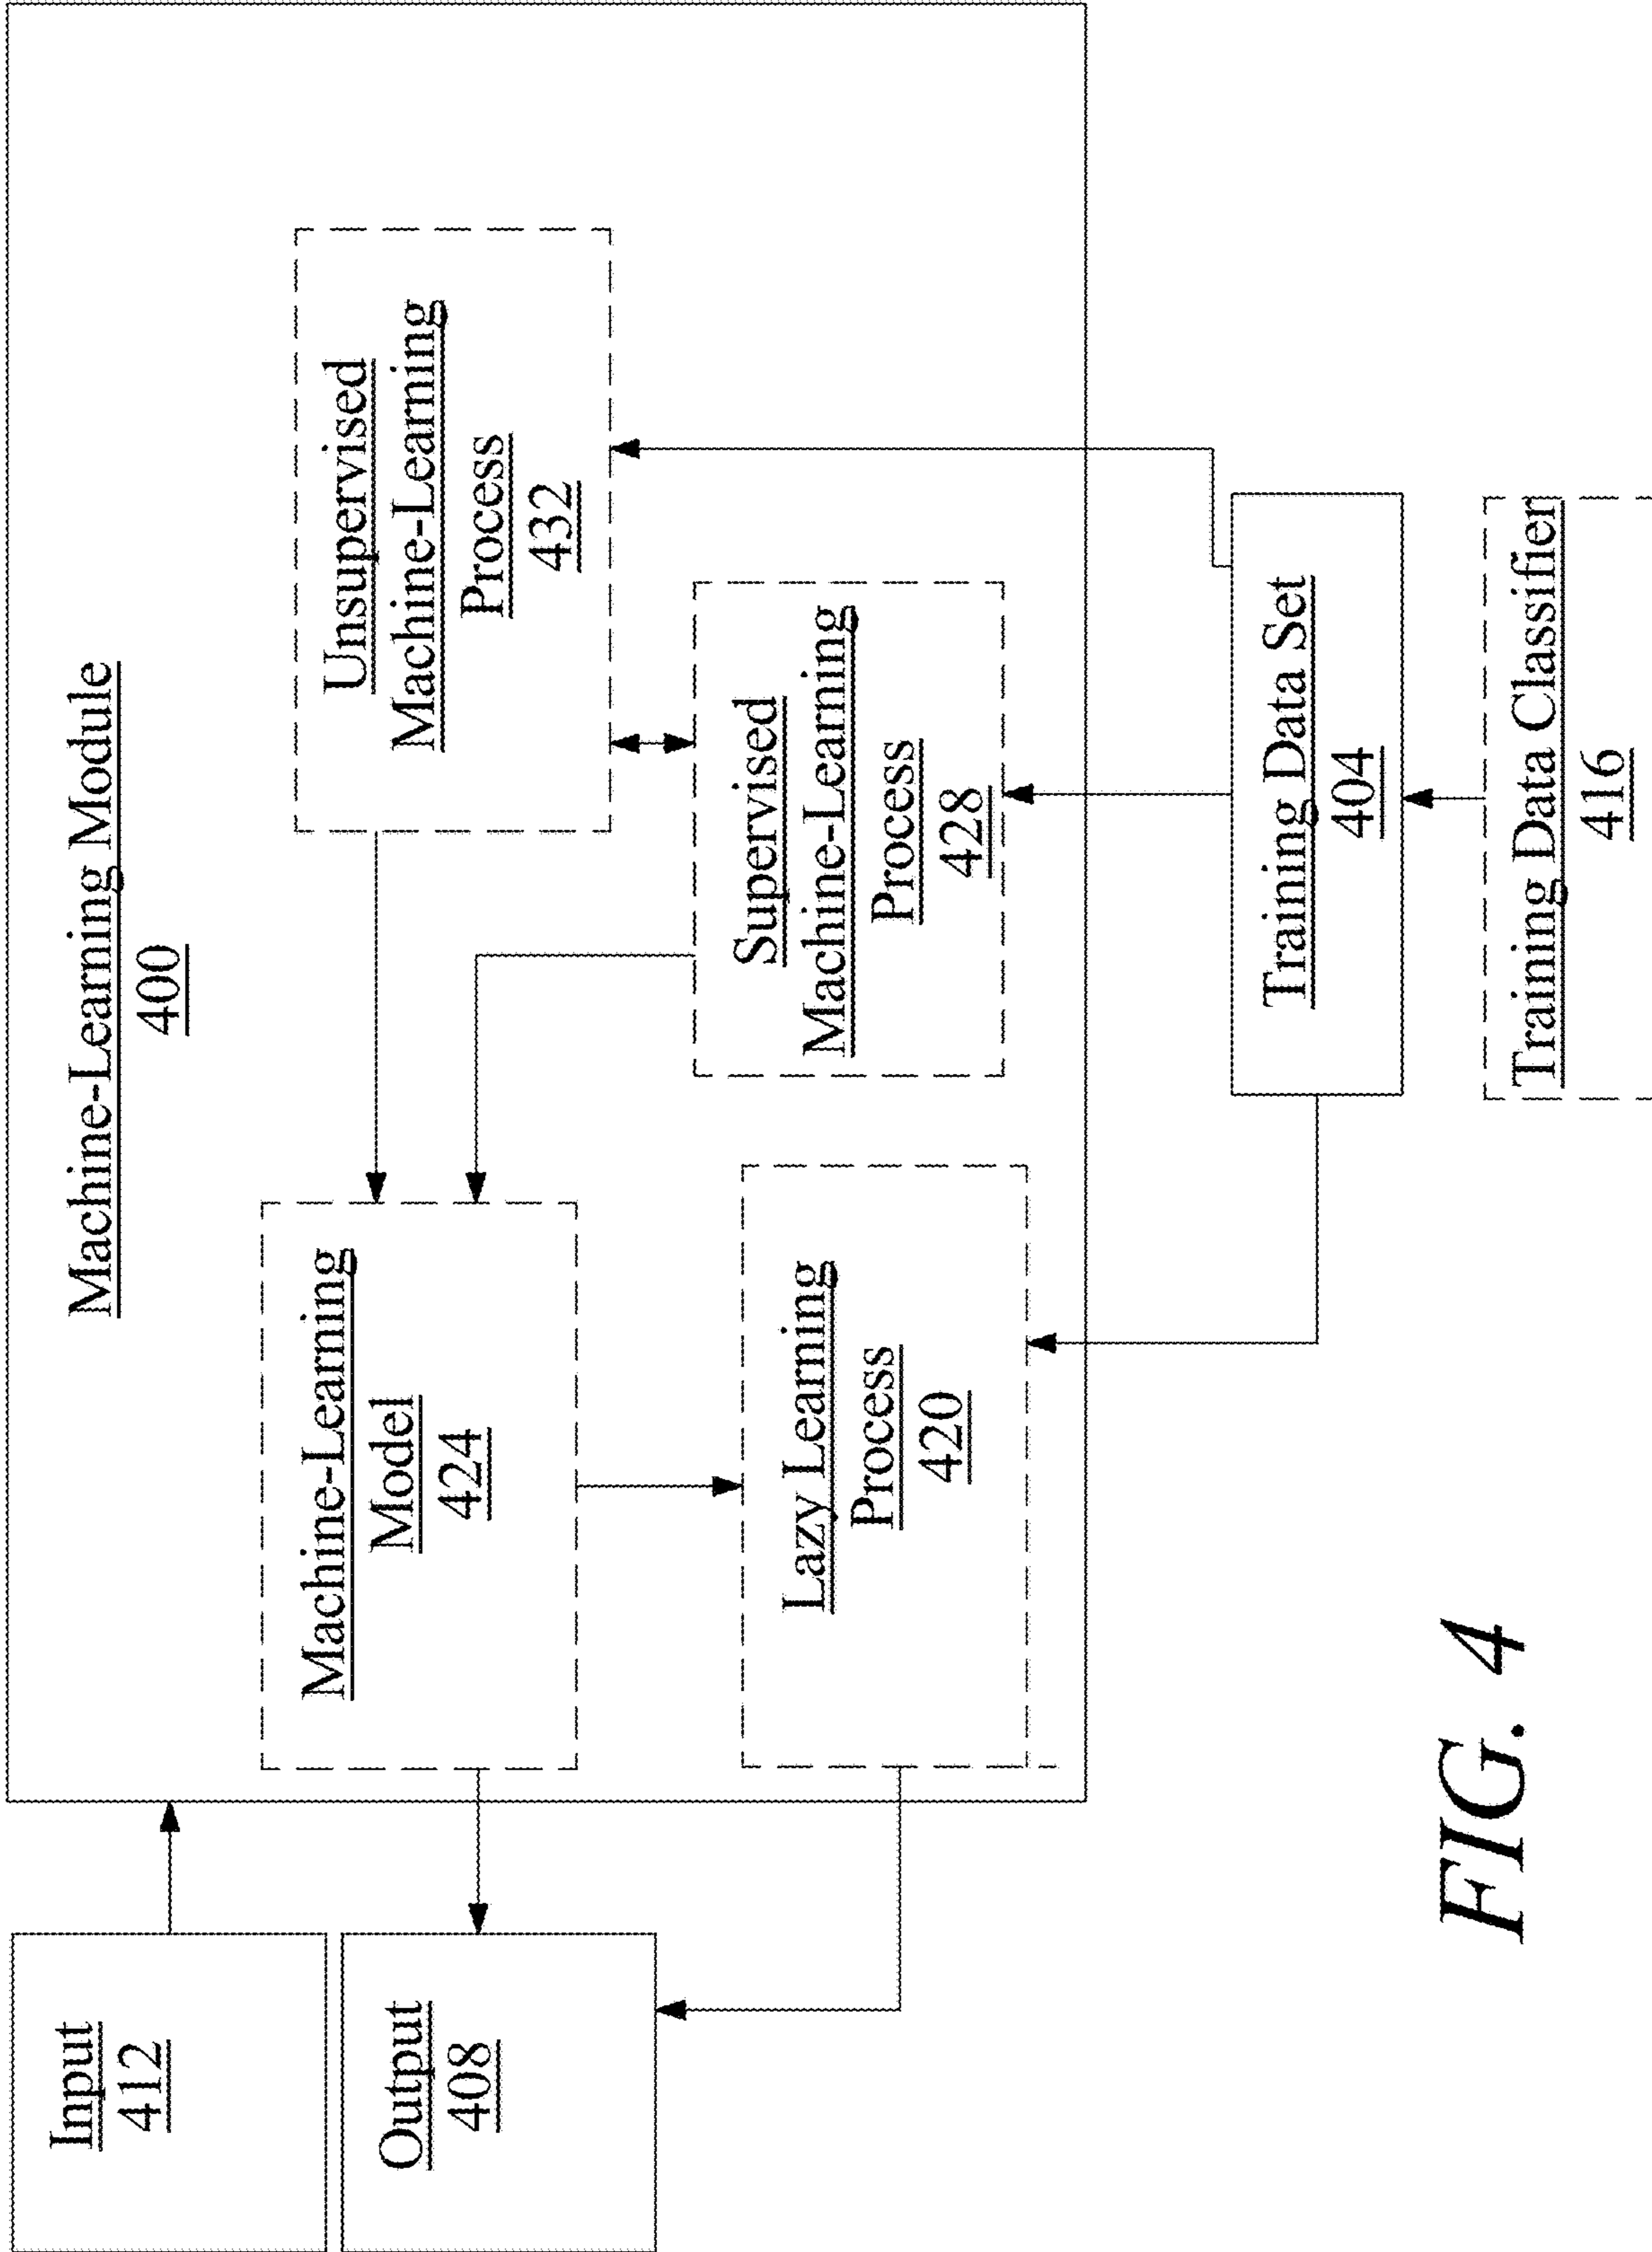 Machine-Learning Module
400
Input
412
Output
408
Machine-Learning
Model
424
Unsupervised
Machine-Learning
Process
432
Lazy Learning
Process
420
Supervised
Machine-Learning
Process
428
Training Data Set
404
Training Data Classifier
416
FIG. 4